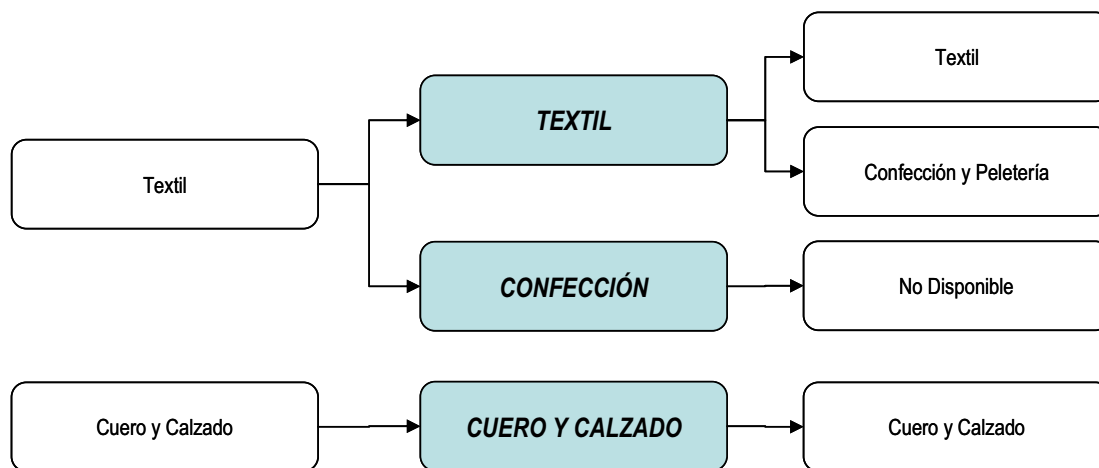 Textil
TEXTIL
Textil
Confección y Peletería
CONFECCIÓN
No Disponible
Cuero y Calzado
CUERO Y CALZADO
Cuero y Calzado